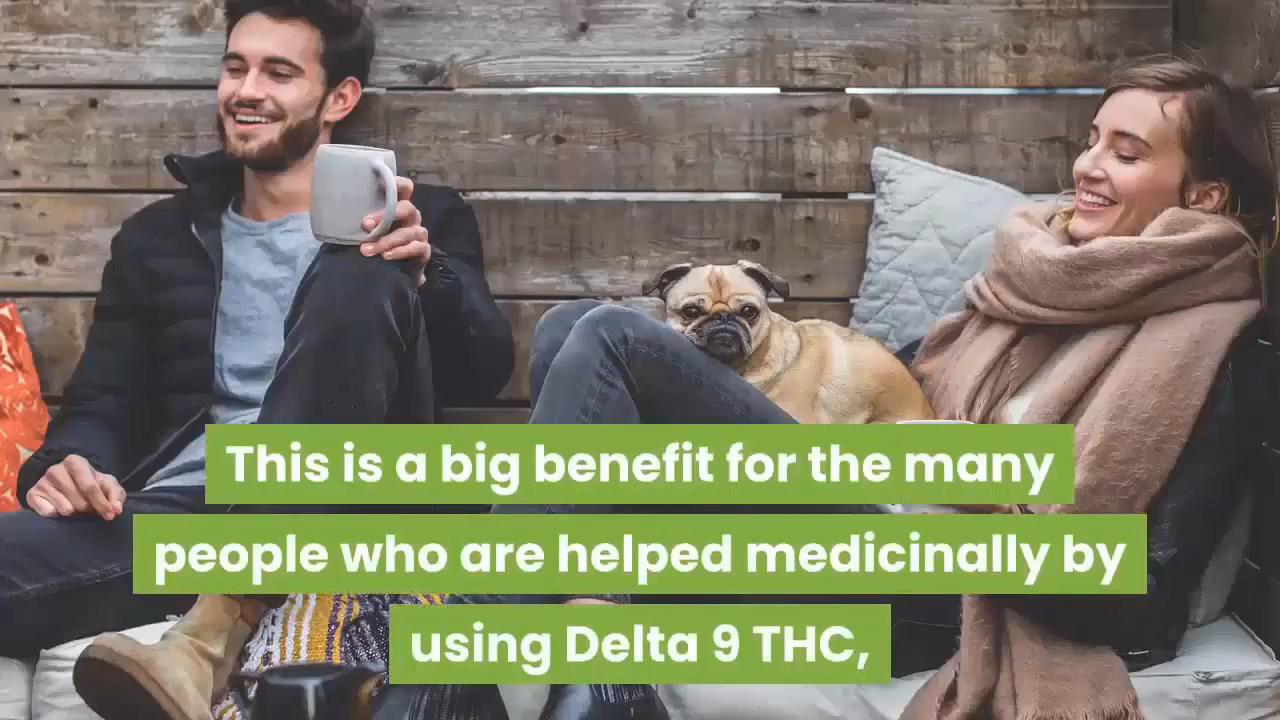 This is a big benefit for the many
people who are helped medicinally by
using Delta 9 THC,